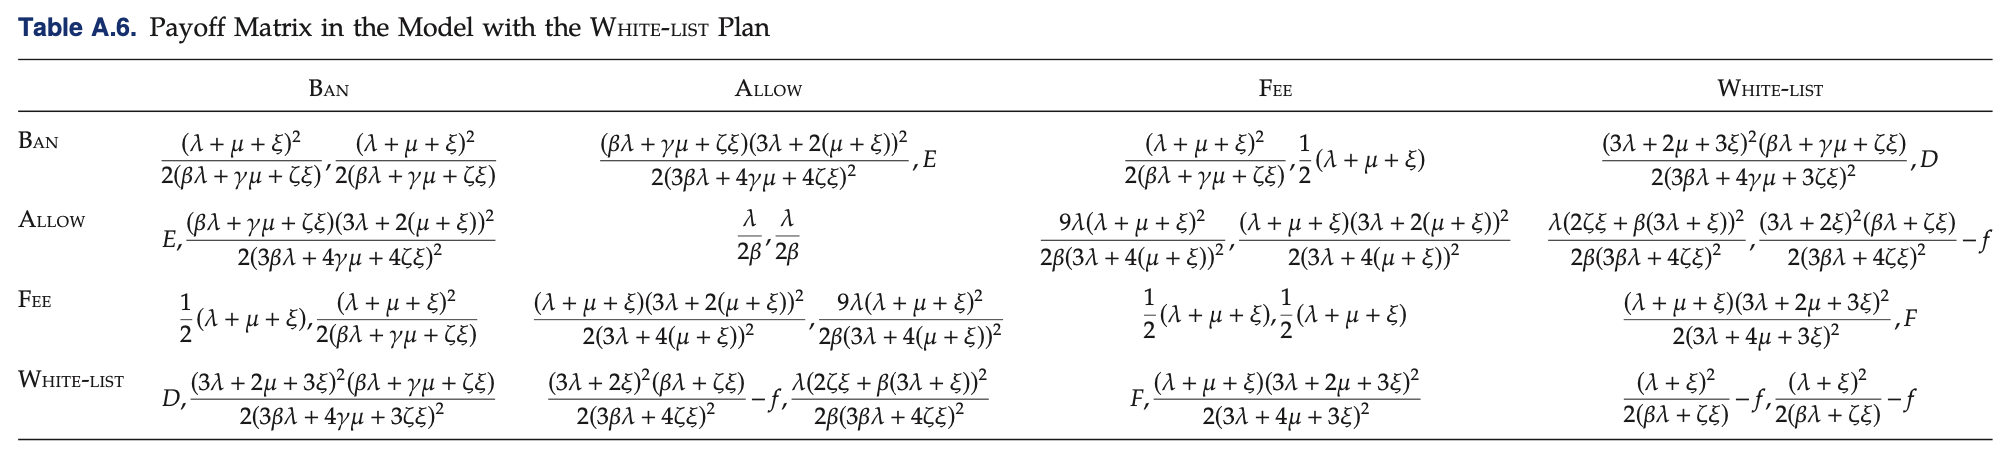 Table A.6. Payoff Matrix in the Model with the WHITE-LIST Plan
BAN ALLOW FEE WHITE-LIST
BAN (λ + μ + ξ)²/2(βλ + γμ + ζξ), (λ + μ + ξ)²/2(βλ + γμ + ζξ) (βλ + γμ + ζξ)(3λ + 2(μ + ξ))²/2(3βλ + 4γμ + 4ζξ)², E (λ + μ + ξ)²/2(βλ + γμ + ζξ), 1/2(λ + μ + ξ) (3λ + 2μ + 3ξ)²(βλ + γμ + ζξ)/2(3βλ + 4γμ + 3ζξ)², D
ALLOW E, (βλ + γμ + ζξ)(3λ + 2(μ + ξ))²/2(3βλ + 4γμ + 4ζξ)² λ/2β, λ/2β 9λ(λ + μ + ξ)²/2β(3λ + 4(μ + ξ))², (λ + μ + ξ)(3λ + 2(μ + ξ))²/2(3λ + 4(μ + ξ))² λ(2ζξ + β(3λ + ξ))²/2β(3βλ + 4ζξ)², (3λ + 2ξ)²(βλ + ζξ)/2(3βλ + 4ζξ)² − f
FEE 1/2(λ + μ + ξ), (λ + μ + ξ)²/2(βλ + γμ + ζξ) (λ + μ + ξ)(3λ + 2(μ + ξ))²/2(3λ + 4(μ + ξ))², 9λ(λ + μ + ξ)²/2β(3λ + 4(μ + ξ))² 1/2(λ + μ + ξ), 1/2(λ + μ + ξ) (λ + μ + ξ)(3λ + 2μ + 3ξ)²/2(3λ + 4μ + 3ξ)², F
WHITE-LIST D, (3λ + 2μ + 3ξ)²(βλ + γμ + ζξ)/2(3βλ + 4γμ + 3ζξ)² (3λ + 2ξ)²(βλ + ζξ)/2(3βλ + 4ζξ)² − f, λ(2ζξ + β(3λ + ξ))²/2β(3βλ + 4ζξ)² F, (λ + μ + ξ)(3λ + 2μ + 3ξ)²/2(3λ + 4μ + 3ξ)² (λ + ξ)²/2(βλ + ζξ) − f, (λ + ξ)²/2(βλ + ζξ) − f